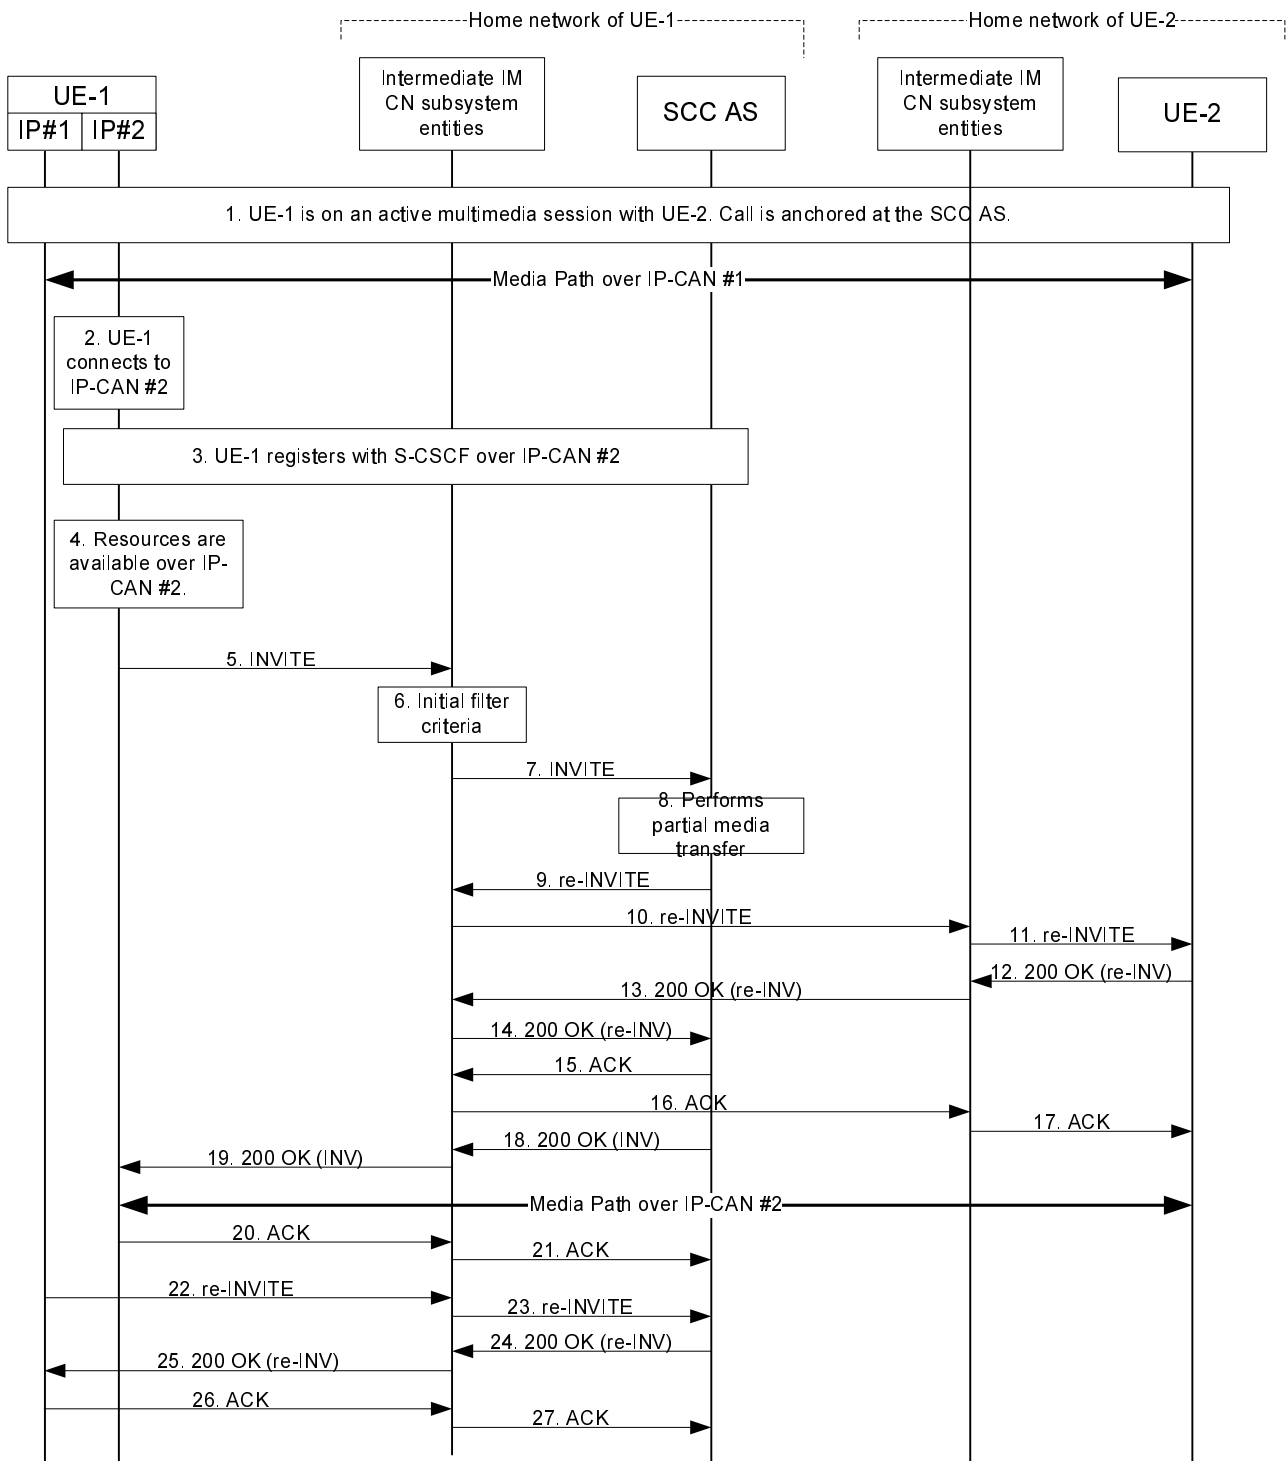 Home network of UE-1
Home network of UE-2
UE-1
IP#1
IP#2
Intermediate IM
CN subsystem
entities
SCC AS
Intermediate IM
CN subsystem
entities
UE-2
1. UE-1 is on an active multimedia session with UE-2. Call is anchored at the SCC AS.
Media Path over IP-CAN #1
2. UE-1
connects to
IP-CAN #2
3. UE-1 registers with S-CSCF over IP-CAN #2
4. Resources are
available over IP-
CAN #2.
5. INVITE
6. Initial filter
criteria
7. INVITE
8. Performs
partial media
transfer
9. re-INVITE
10. re-INVITE
11. re-INVITE
12. 200 OK (re-INV)
13. 200 OK (re-INV)
14. 200 OK (re-INV)
15. ACK
16. ACK
17. ACK
18. 200 OK (INV)
19. 200 OK (INV)
Media Path over IP-CAN #2
20. ACK
21. ACK
22. re-INVITE
23. re-INVITE
24. 200 OK (re-INV)
25. 200 OK (re-INV)
26. ACK
27. ACK